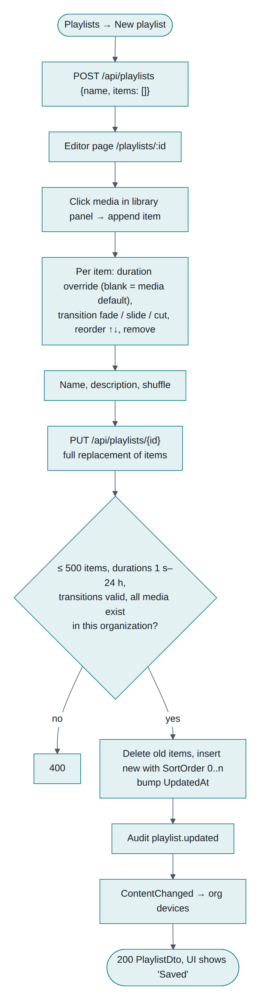 Playlists → New playlist
POST /api/playlists
{name, items: []}
Editor page /playlists/:id
Click media in library
panel → append item
Per item: duration
override (blank = media
default),
transition fade / slide / cut,
reorder ↑↓, remove
Name, description, shuffle
PUT /api/playlists/{id}
full replacement of items
≤ 500 items, durations 1 s–
24 h,
transitions valid, all media
exist
in this organization?
no
yes
400
Delete old items, insert
new with SortOrder 0..n
bump UpdatedAt
Audit playlist.updated
ContentChanged → org
devices
200 PlaylistDto, UI shows
'Saved'